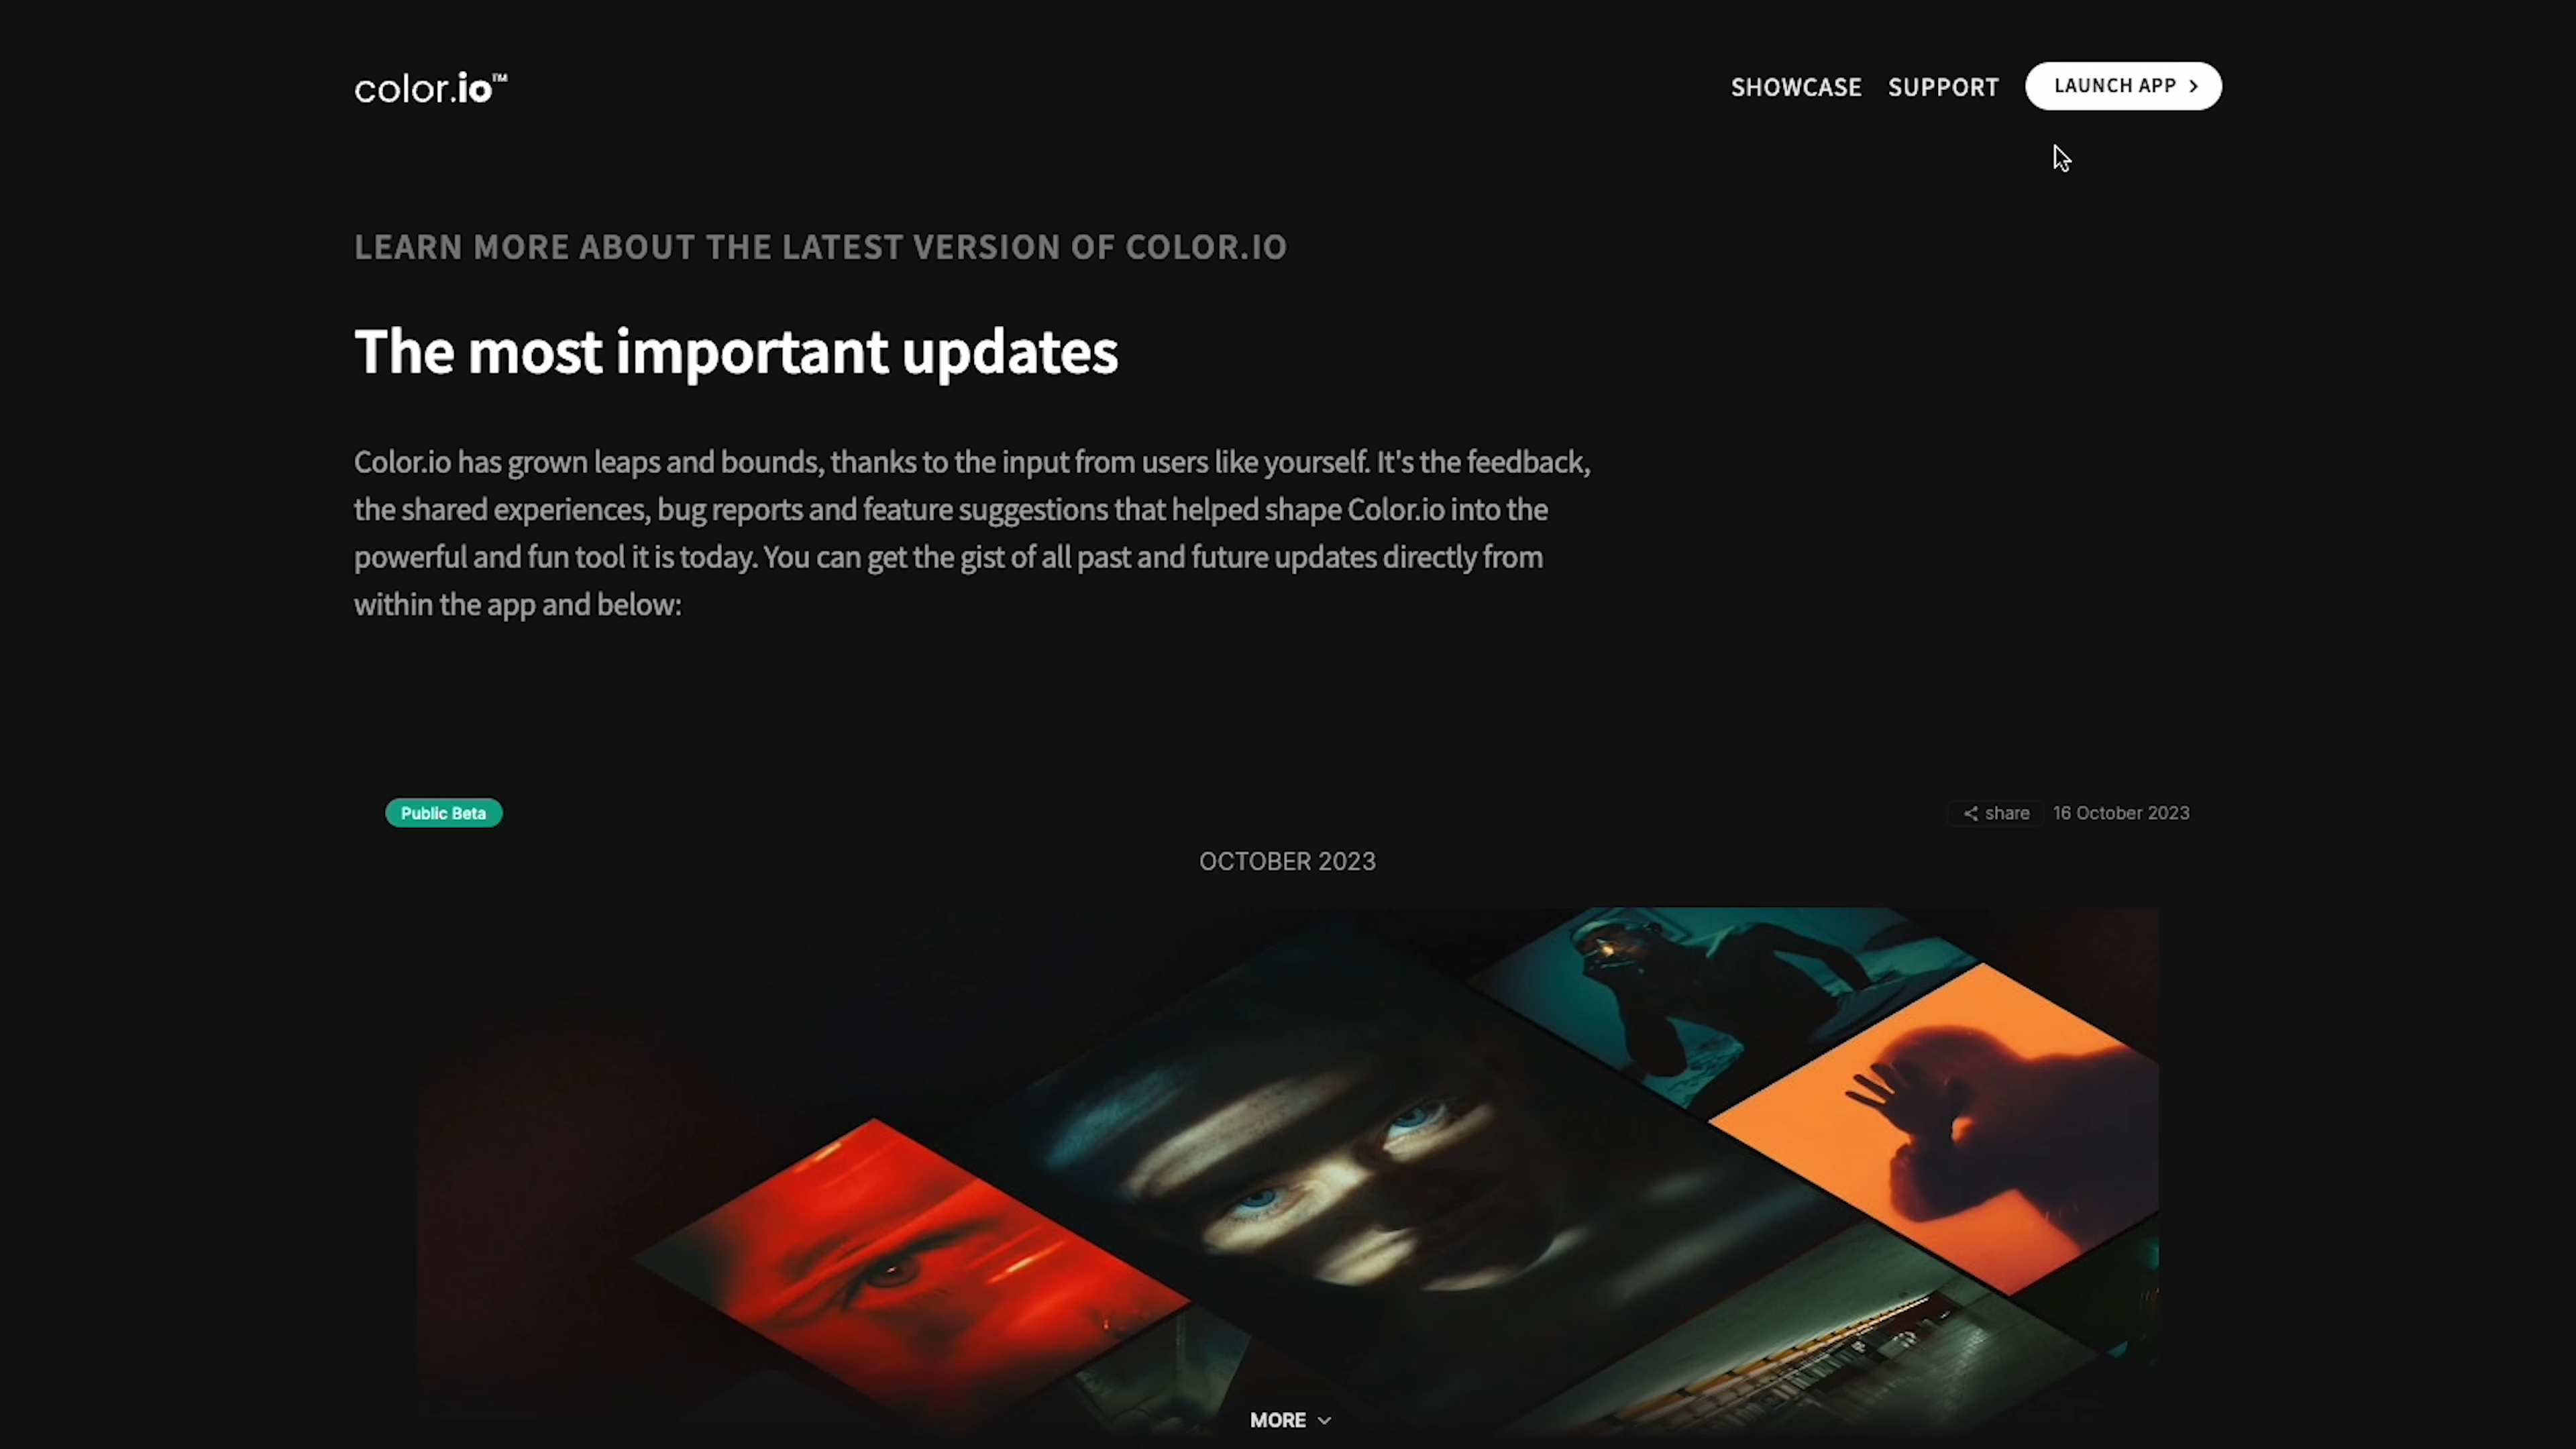 color.io™
SHOWCASE SUPPORT LAUNCH APP
LEARN MORE ABOUT THE LATEST VERSION OF COLOR.IO
The most important updates
Color.io has grown leaps and bounds, thanks to the input from users like yourself. It's the feedback,
the shared experiences, bug reports and feature suggestions that helped shape Color.io into the
powerful and fun tool it is today. You can get the gist of all past and future updates directly from
within the app and below:
Public Beta
share 16 October 2023
OCTOBER 2023
MORE